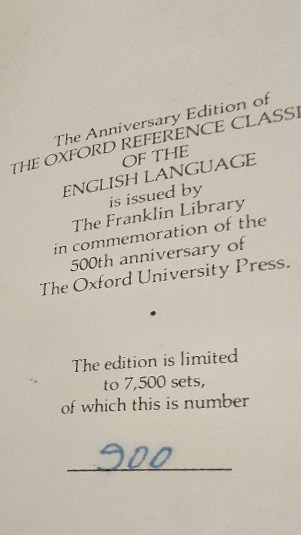 The Anniversary Edition of
THE OXFORD REFERENCE CLASSI
OF THE
ENGLISH LANGUAGE
is issued by
The Franklin Library
in commemoration of the
500th anniversary of
The Oxford University Press.
•
The edition is limited
to 7,500 sets,
of which this is number
900